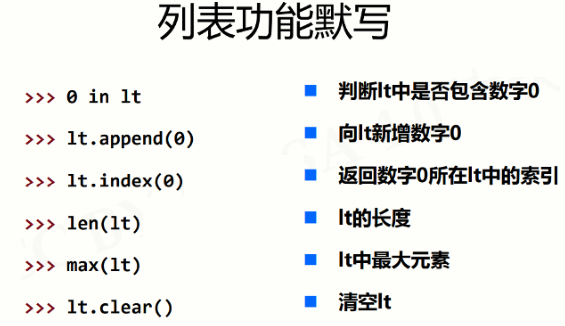 列表功能默写
>>> 0 in lt
判断lt中是否包含数字0
>>> lt.append(0)
向lt新增数字0
>>> lt.index(0)
返回数字0所在lt中的索引
>>> len(lt)
lt的长度
>>> max(lt)
lt中最大元素
>>> lt.clear()
清空lt